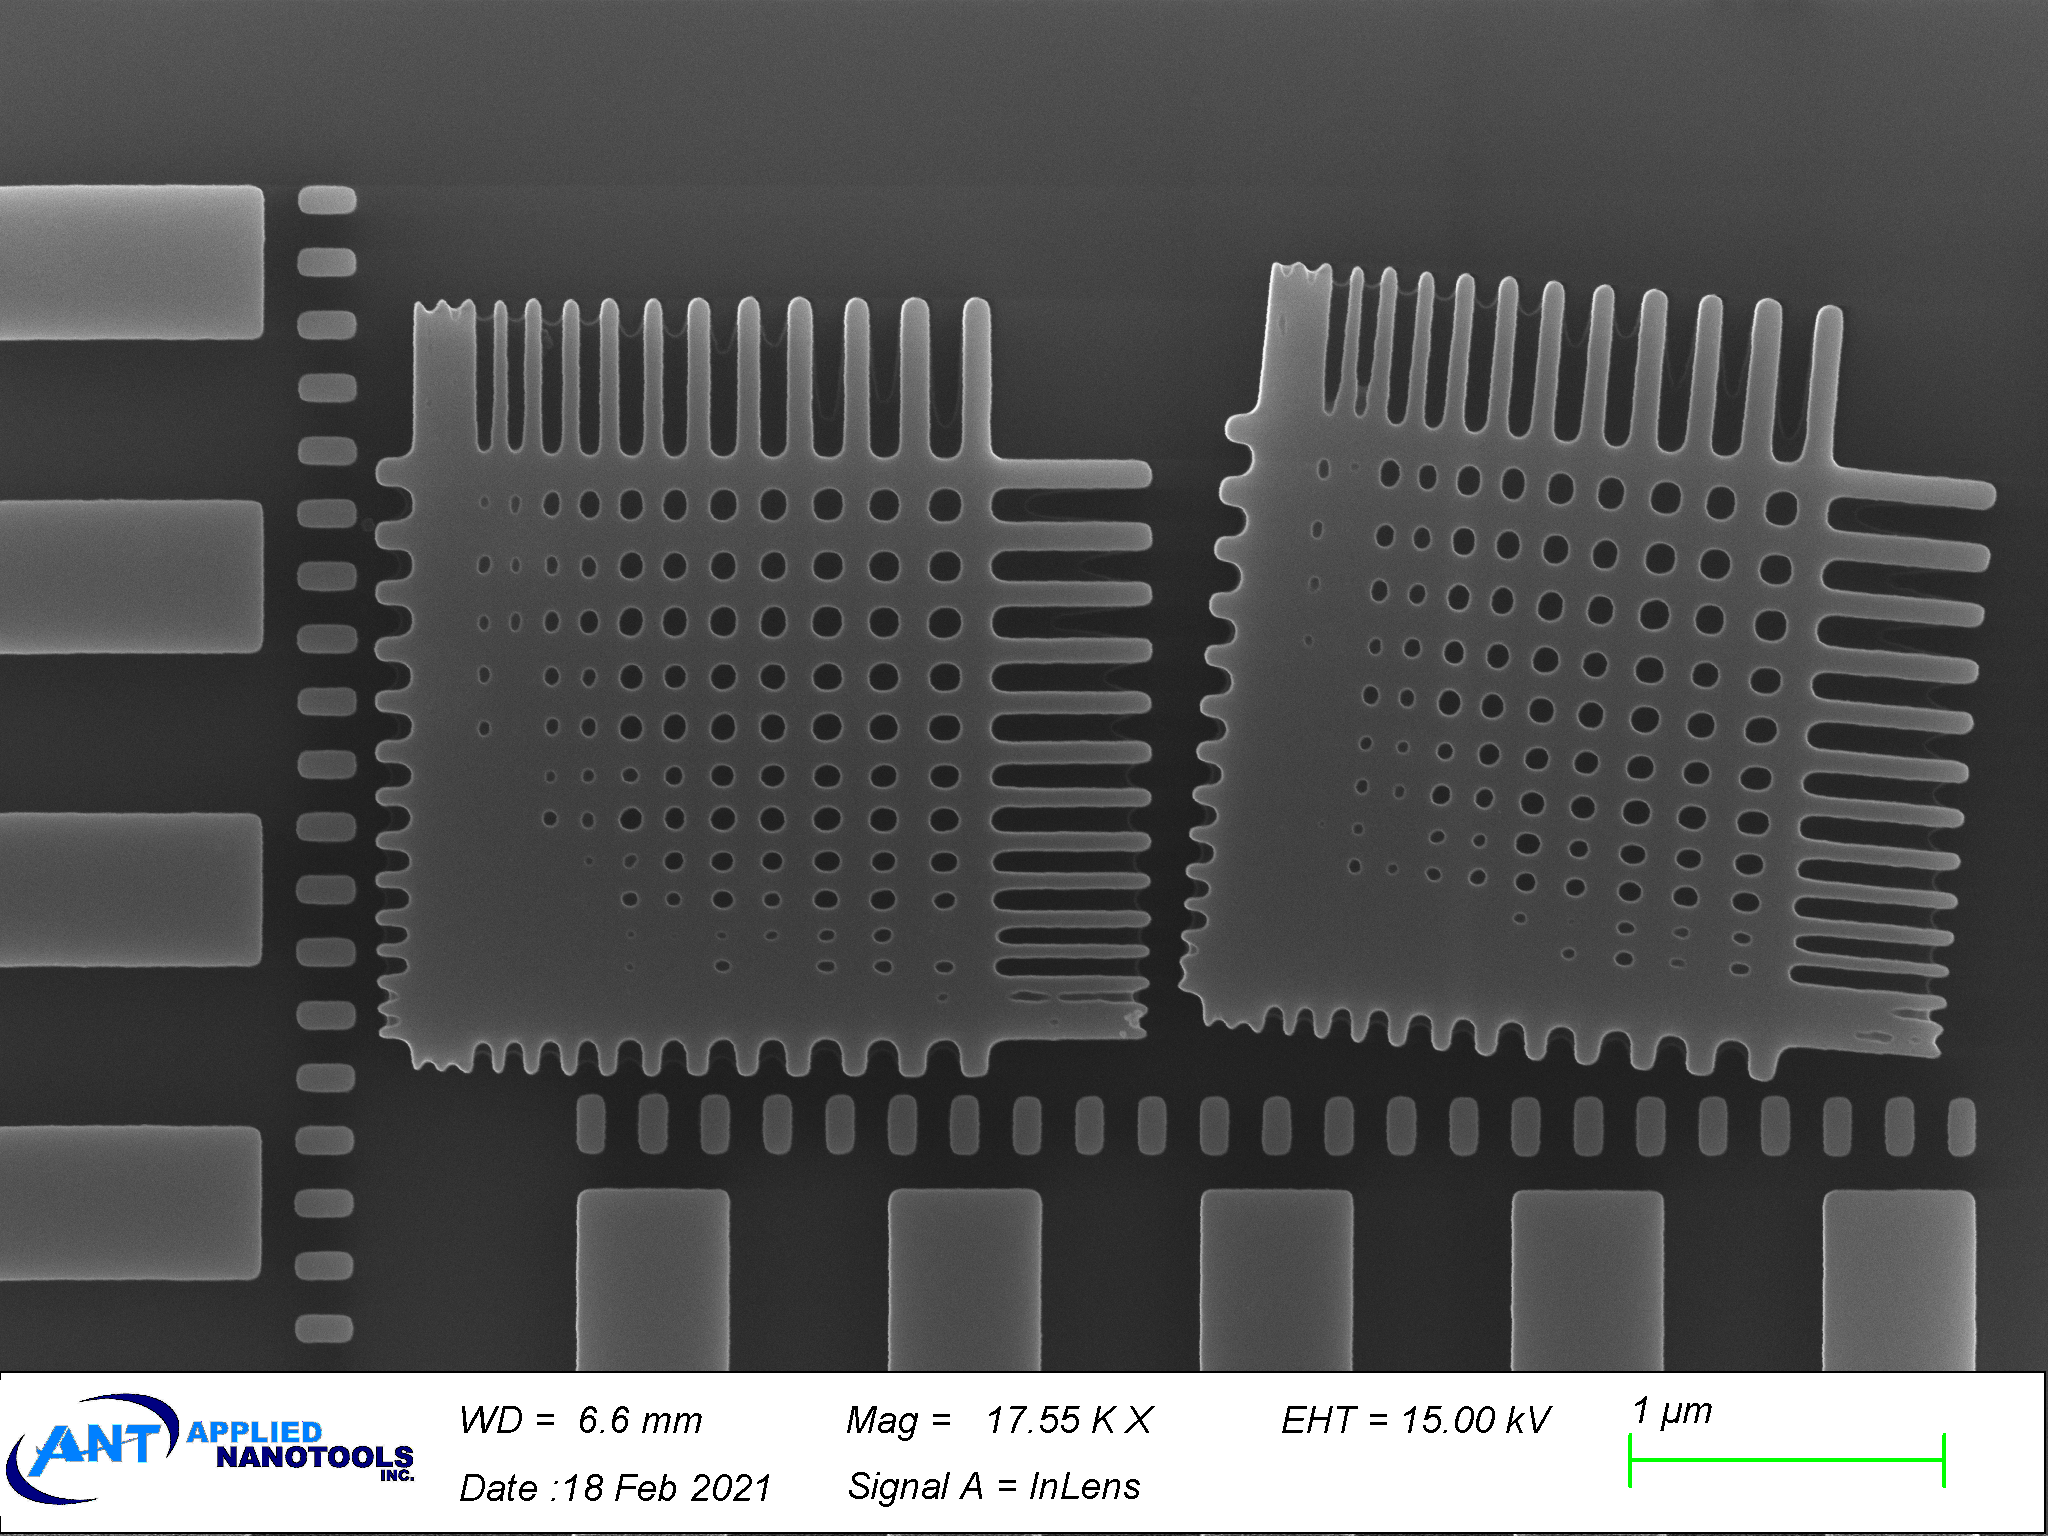 ANT APPLIED NANOTOOLS INC.
WD = 6.6 mm Mag = 17.55 K X EHT = 15.00 kV 1 µm
Date :18 Feb 2021 Signal A = InLens